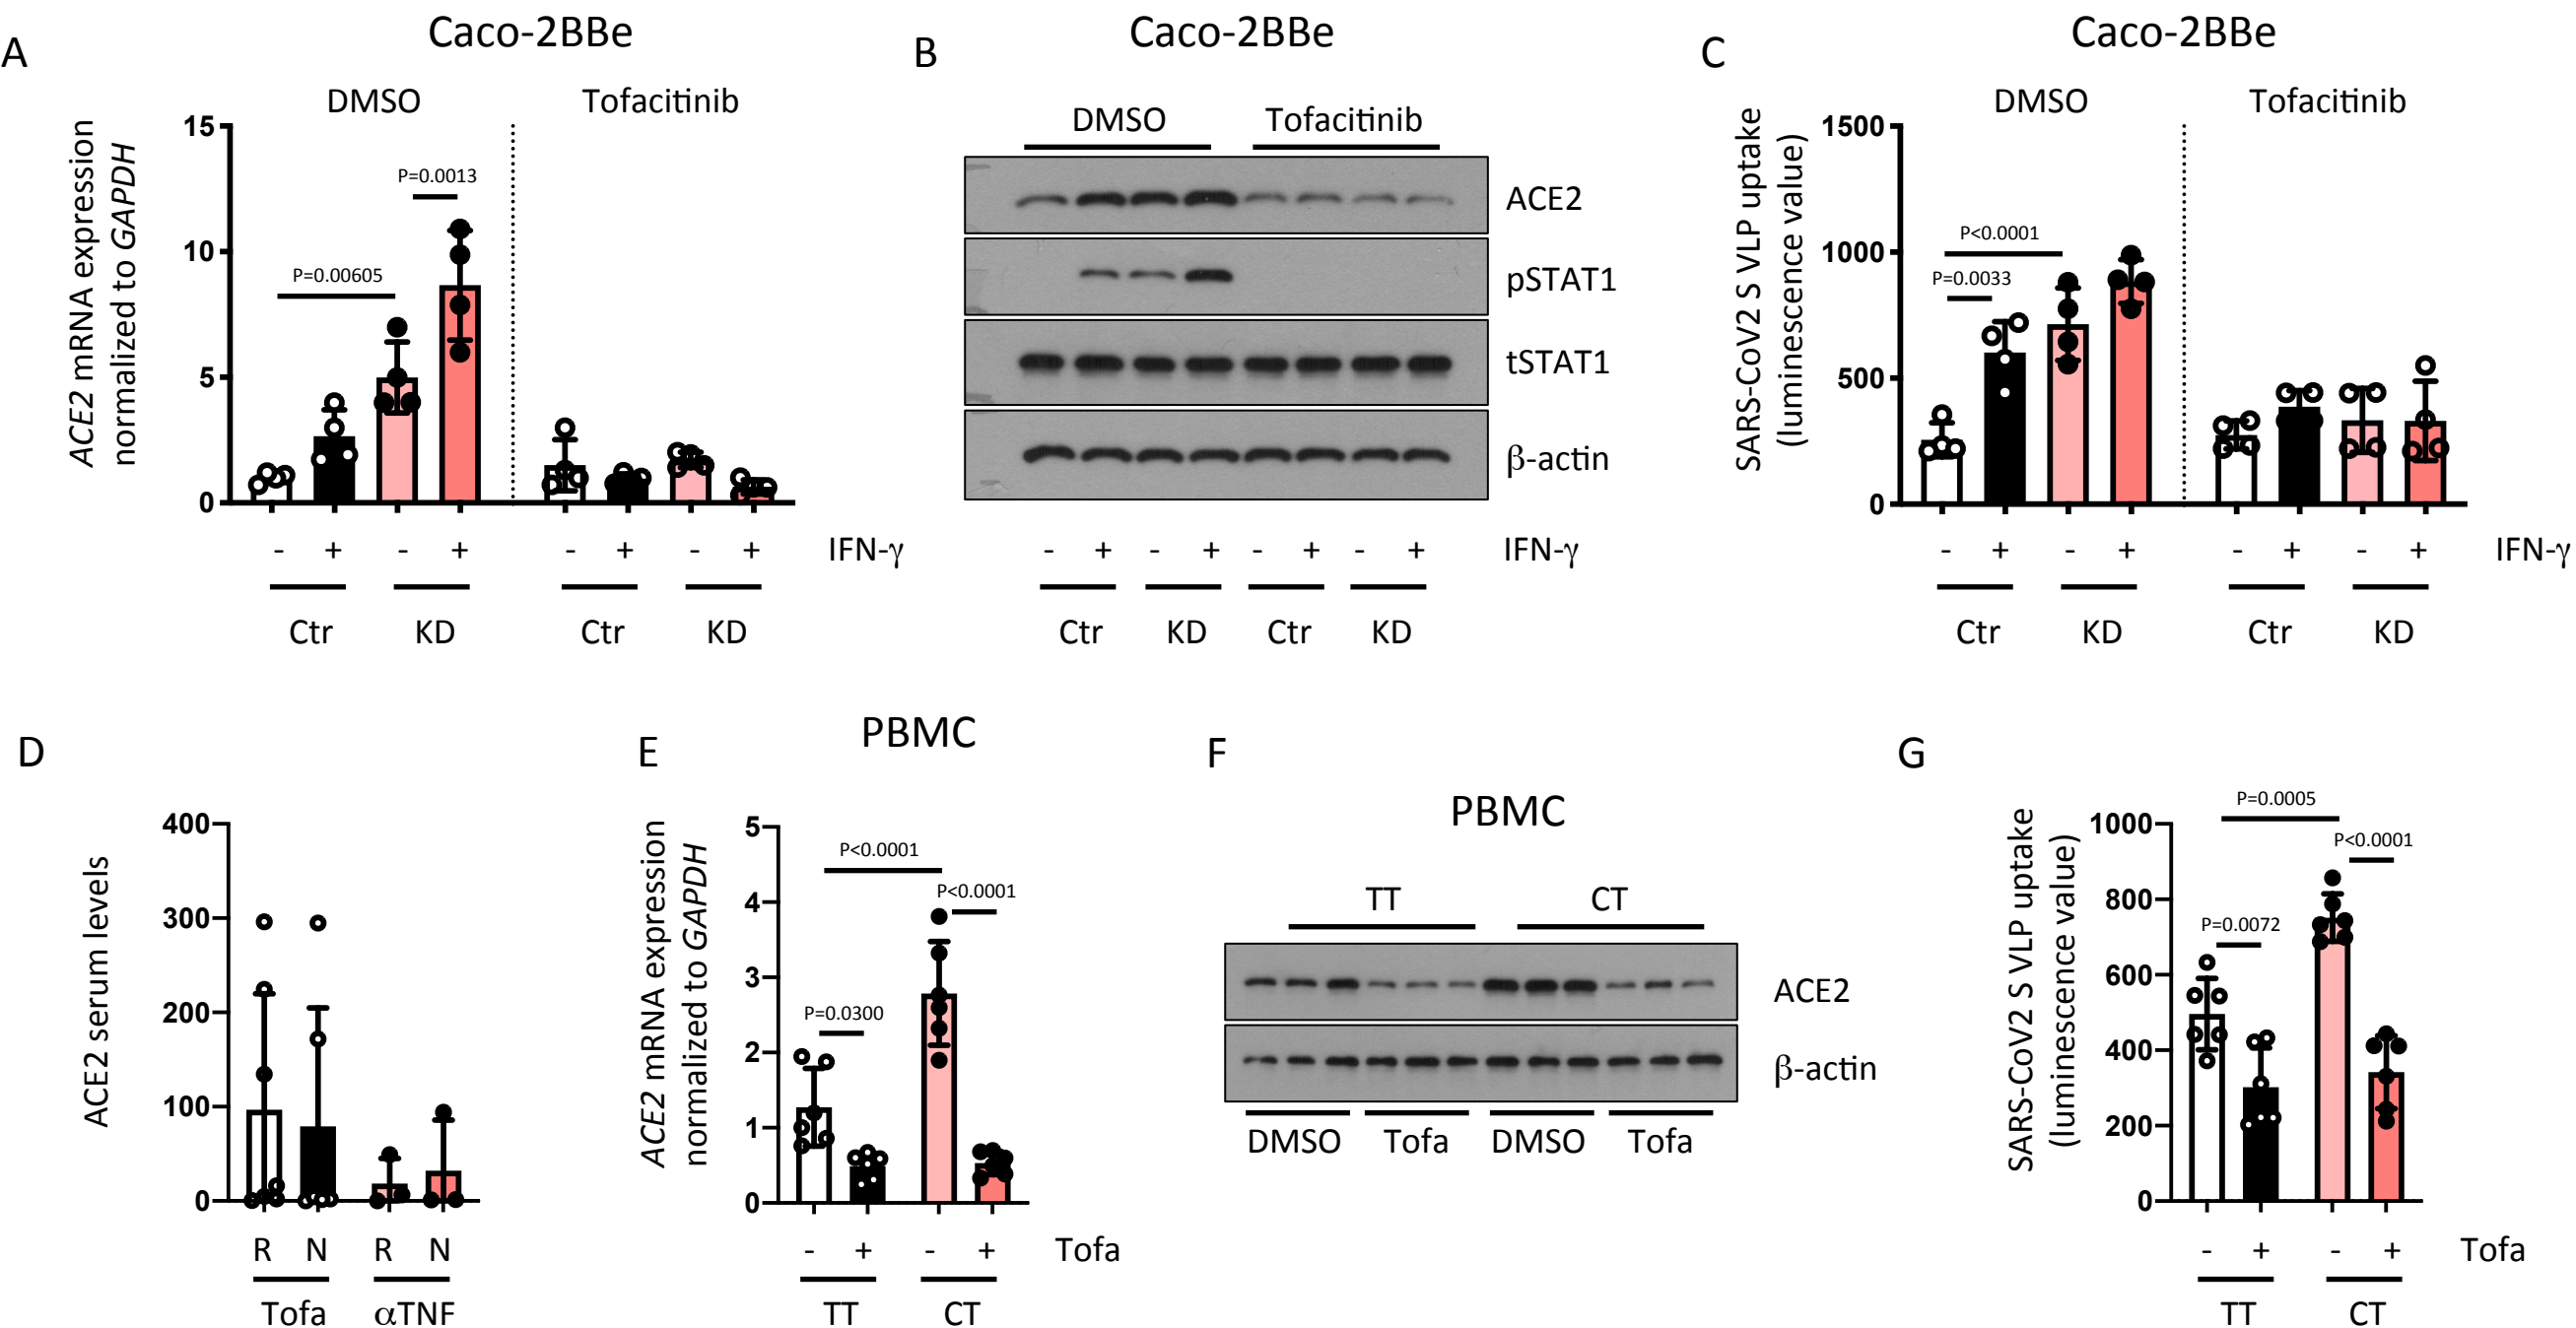 A
Caco-2BBe
DMSO
Tofacitinib
ACE2 mRNA expression
normalized to GAPDH
15
10
5
0
P=0.00605
P=0.0013
- + - + - + - + IFN-γ
Ctr KD Ctr KD
B
Caco-2BBe
DMSO
Tofacitinib
ACE2
pSTAT1
tSTAT1
β-actin
- + - + - + - + IFN-γ
Ctr KD Ctr KD
C
Caco-2BBe
DMSO
Tofacitinib
SARS-CoV2 S VLP uptake
(luminescence value)
1500
1000
500
0
P<0.0001
P=0.0033
- + - + - + - + IFN-γ
Ctr KD Ctr KD
D
ACE2 serum levels
400
300
200
100
0
R N R N
Tofa αTNF
E
PBMC
ACE2 mRNA expression
normalized to GAPDH
5
4
3
2
1
0
P<0.0001
P<0.0001
P=0.0300
- + - + Tofa
TT CT
F
PBMC
TT CT
ACE2
β-actin
DMSO Tofa DMSO Tofa
G
SARS-CoV2 S VLP uptake
(luminescence value)
1000
800
600
400
200
0
P=0.0005
P<0.0001
P=0.0072
- + - + Tofa
TT CT